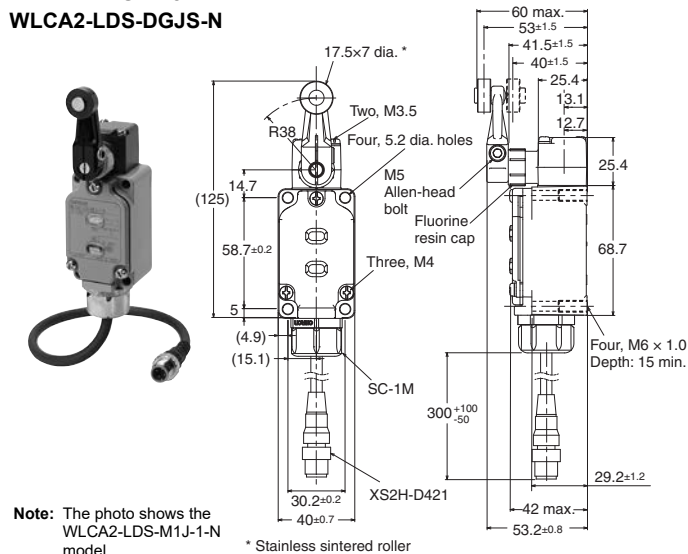 WLCA2-LDS-DGJS-N
17.5×7 dia. *
R38
Two, M3.5
Four, 5.2 dia. holes
14.7
(125)
58.7±0.2
5
(4.9)
(15.1)
Three, M4
SC-1M
XS2H-D421
30.2±0.2
40±0.7
* Stainless sintered roller
60 max.
53±1.5
41.5±1.5
40±1.5
25.4
13.1
12.7
25.4
M5
Allen-head
bolt
Fluorine
resin cap
68.7
Four, M6 × 1.0
Depth: 15 min.
300 +100
-50
29.2±1.2
42 max.
53.2±0.8
Note: The photo shows the
WLCA2-LDS-M1J-1-N
model.